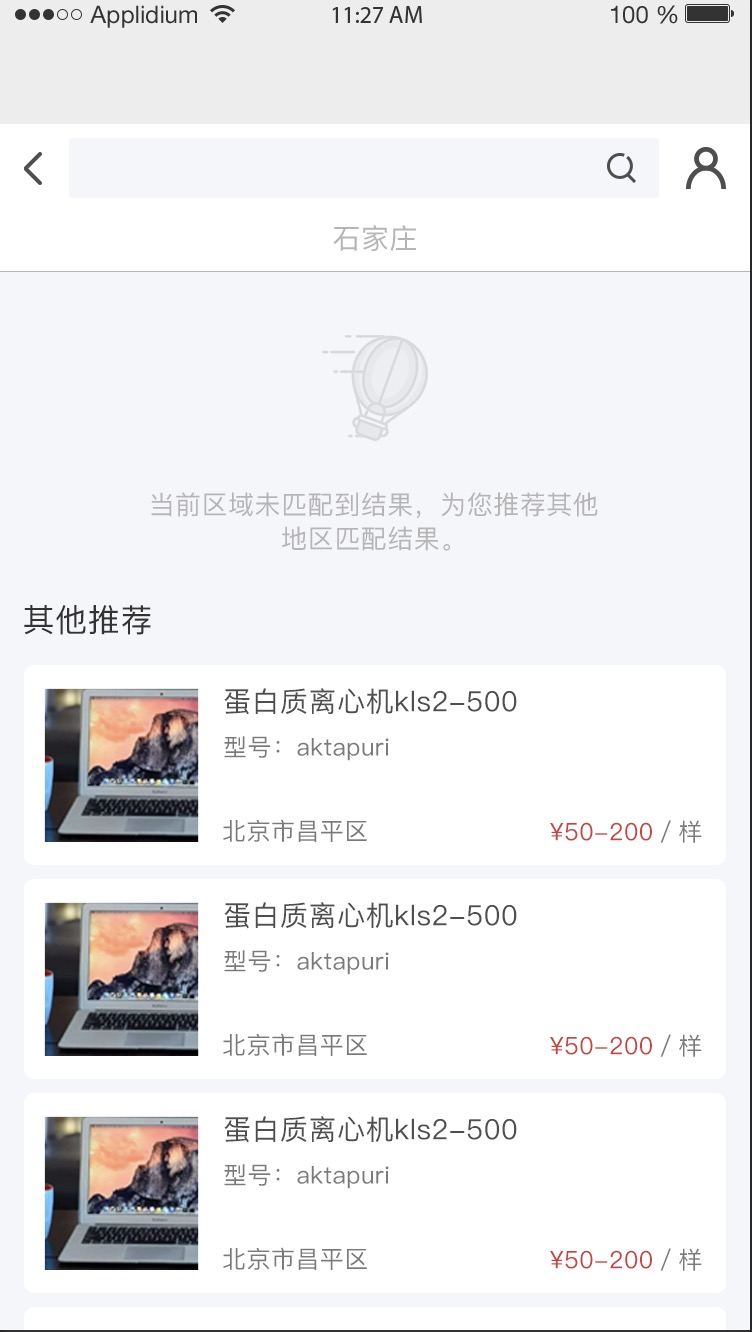 Applidium 11:27 AM 100 %
石家庄
当前区域未匹配到结果，为您推荐其他
地区匹配结果。
其他推荐
蛋白质离心机kls2-500
型号：aktapuri
北京市昌平区 ¥50-200 / 样
蛋白质离心机kls2-500
型号：aktapuri
北京市昌平区 ¥50-200 / 样
蛋白质离心机kls2-500
型号：aktapuri
北京市昌平区 ¥50-200 / 样